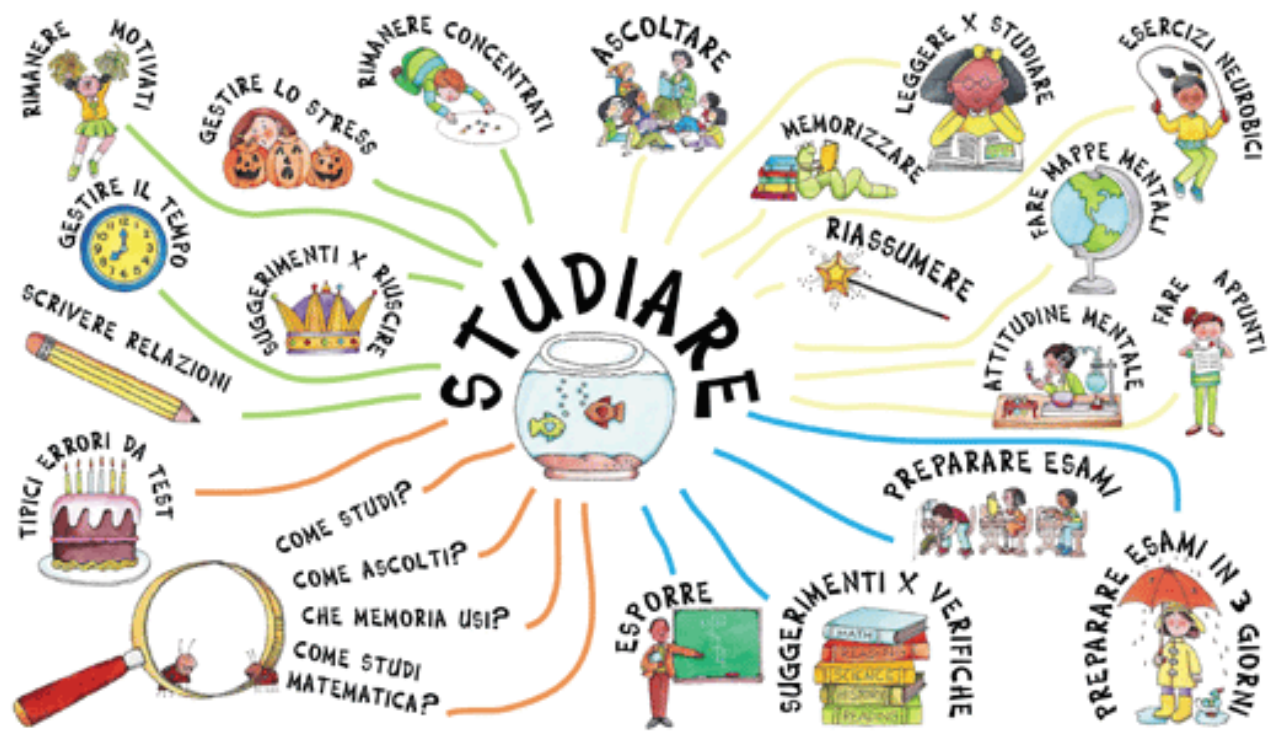 RIMANERE MOTIVATI
GESTIRE LO STRESS
RIMANERE CONCENTRATI
ASCOLTARE
LEGGERE X STUDIARE
ESERCIZI NEUROBICI
MEMORIZZARE
FARE MAPPE MENTALI
GESTIRE IL TEMPO
SUGGERIMENTI X RIUSCIRE
STUDIARE
RIASSUMERE
SCRIVERE RELAZIONI
ATTITUDINE MENTALE
FARE APPUNTI
TIPICI ERRORI DA TEST
COME STUDI?
COME ASCOLTI?
CHE MEMORIA USI?
COME STUDI
MATEMATICA?
ESPORRE
SUGGERIMENTI X VERIFICHE
MATH
SCIENCE
HISTORY
READING
PREPARARE ESAMI
PREPARARE ESAMI IN 3 GIORNI